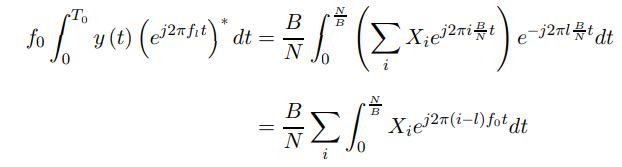 f_0 \int_0^{T_0} y(t) \left( e^{j2\pi f_l t} \right)^* dt = \frac{B}{N} \int_0^{\frac{N}{B}} \left( \sum_i X_i e^{j2\pi i \frac{B}{N} t} \right) e^{-j2\pi l \frac{B}{N} t} dt
= \frac{B}{N} \sum_i \int_0^{\frac{N}{B}} X_i e^{j2\pi (i-l) f_0 t} dt